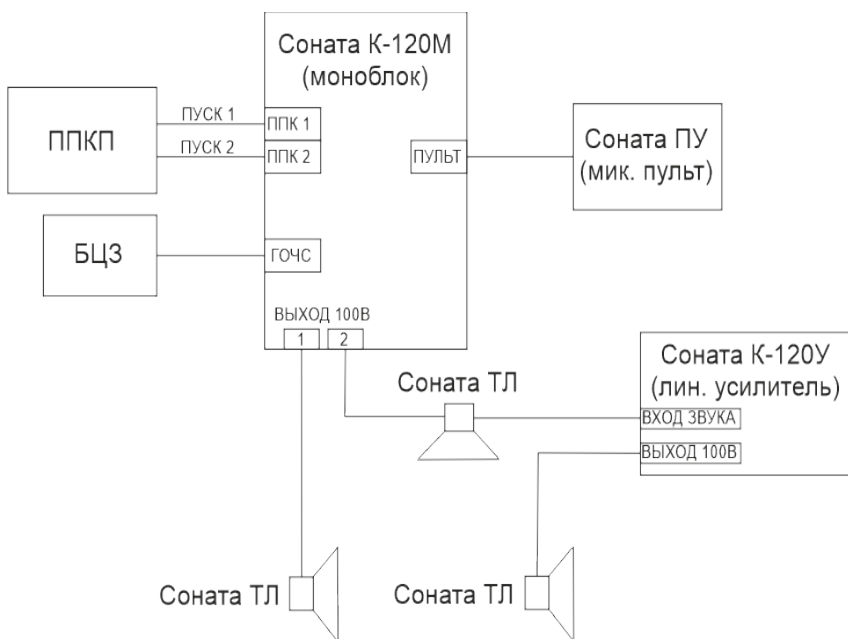 Соната К-120М
(моноблок)
ППКП
ПУСК 1
ППК 1
ПУСК 2
ППК 2
ПУЛЬТ
Соната ПУ
(мик. пульт)
БЦЗ
ГОЧС
ВЫХОД 100В
1
2
Соната ТЛ
Соната К-120У
(лин. усилитель)
ВХОД ЗВУКА
ВЫХОД 100В
Соната ТЛ
Соната ТЛ